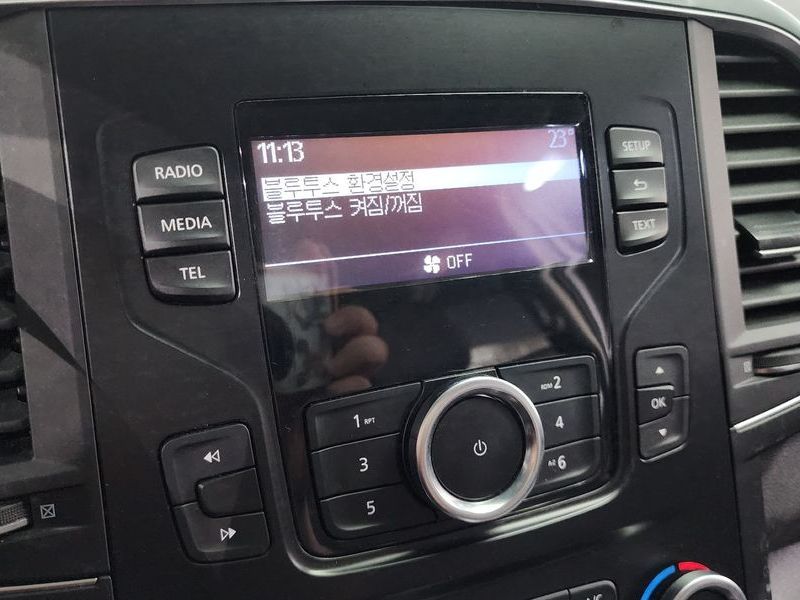 11:13
23°
블루투스 환경설정
블루투스 켜짐/꺼짐
OFF
RADIO
MEDIA
TEL
SETUP
TEXT
1 RPT
RDM 2
3
4
5
A-Z 6
OK
A/C